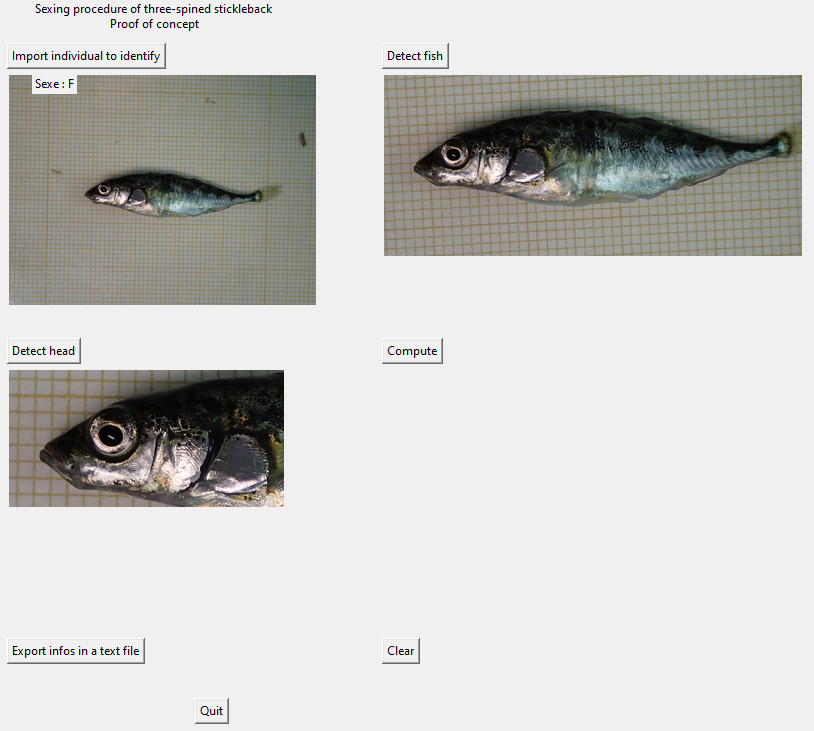 Sexing procedure of three-spined stickleback
Proof of concept
Import individual to identify
Detect fish
Sexe : F
Detect head
Compute
Export infos in a text file
Clear
Quit